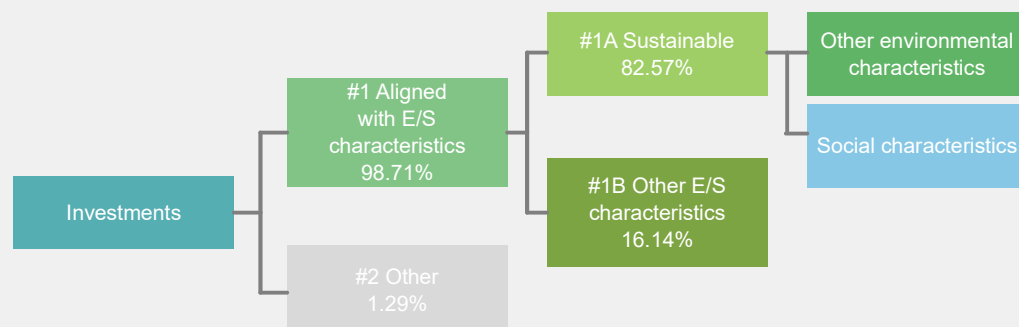 Investments
#1 Aligned
with E/S
characteristics
98.71%
#2 Other
1.29%
#1A Sustainable
82.57%
#1B Other E/S
characteristics
16.14%
Other environmental
characteristics
Social characteristics